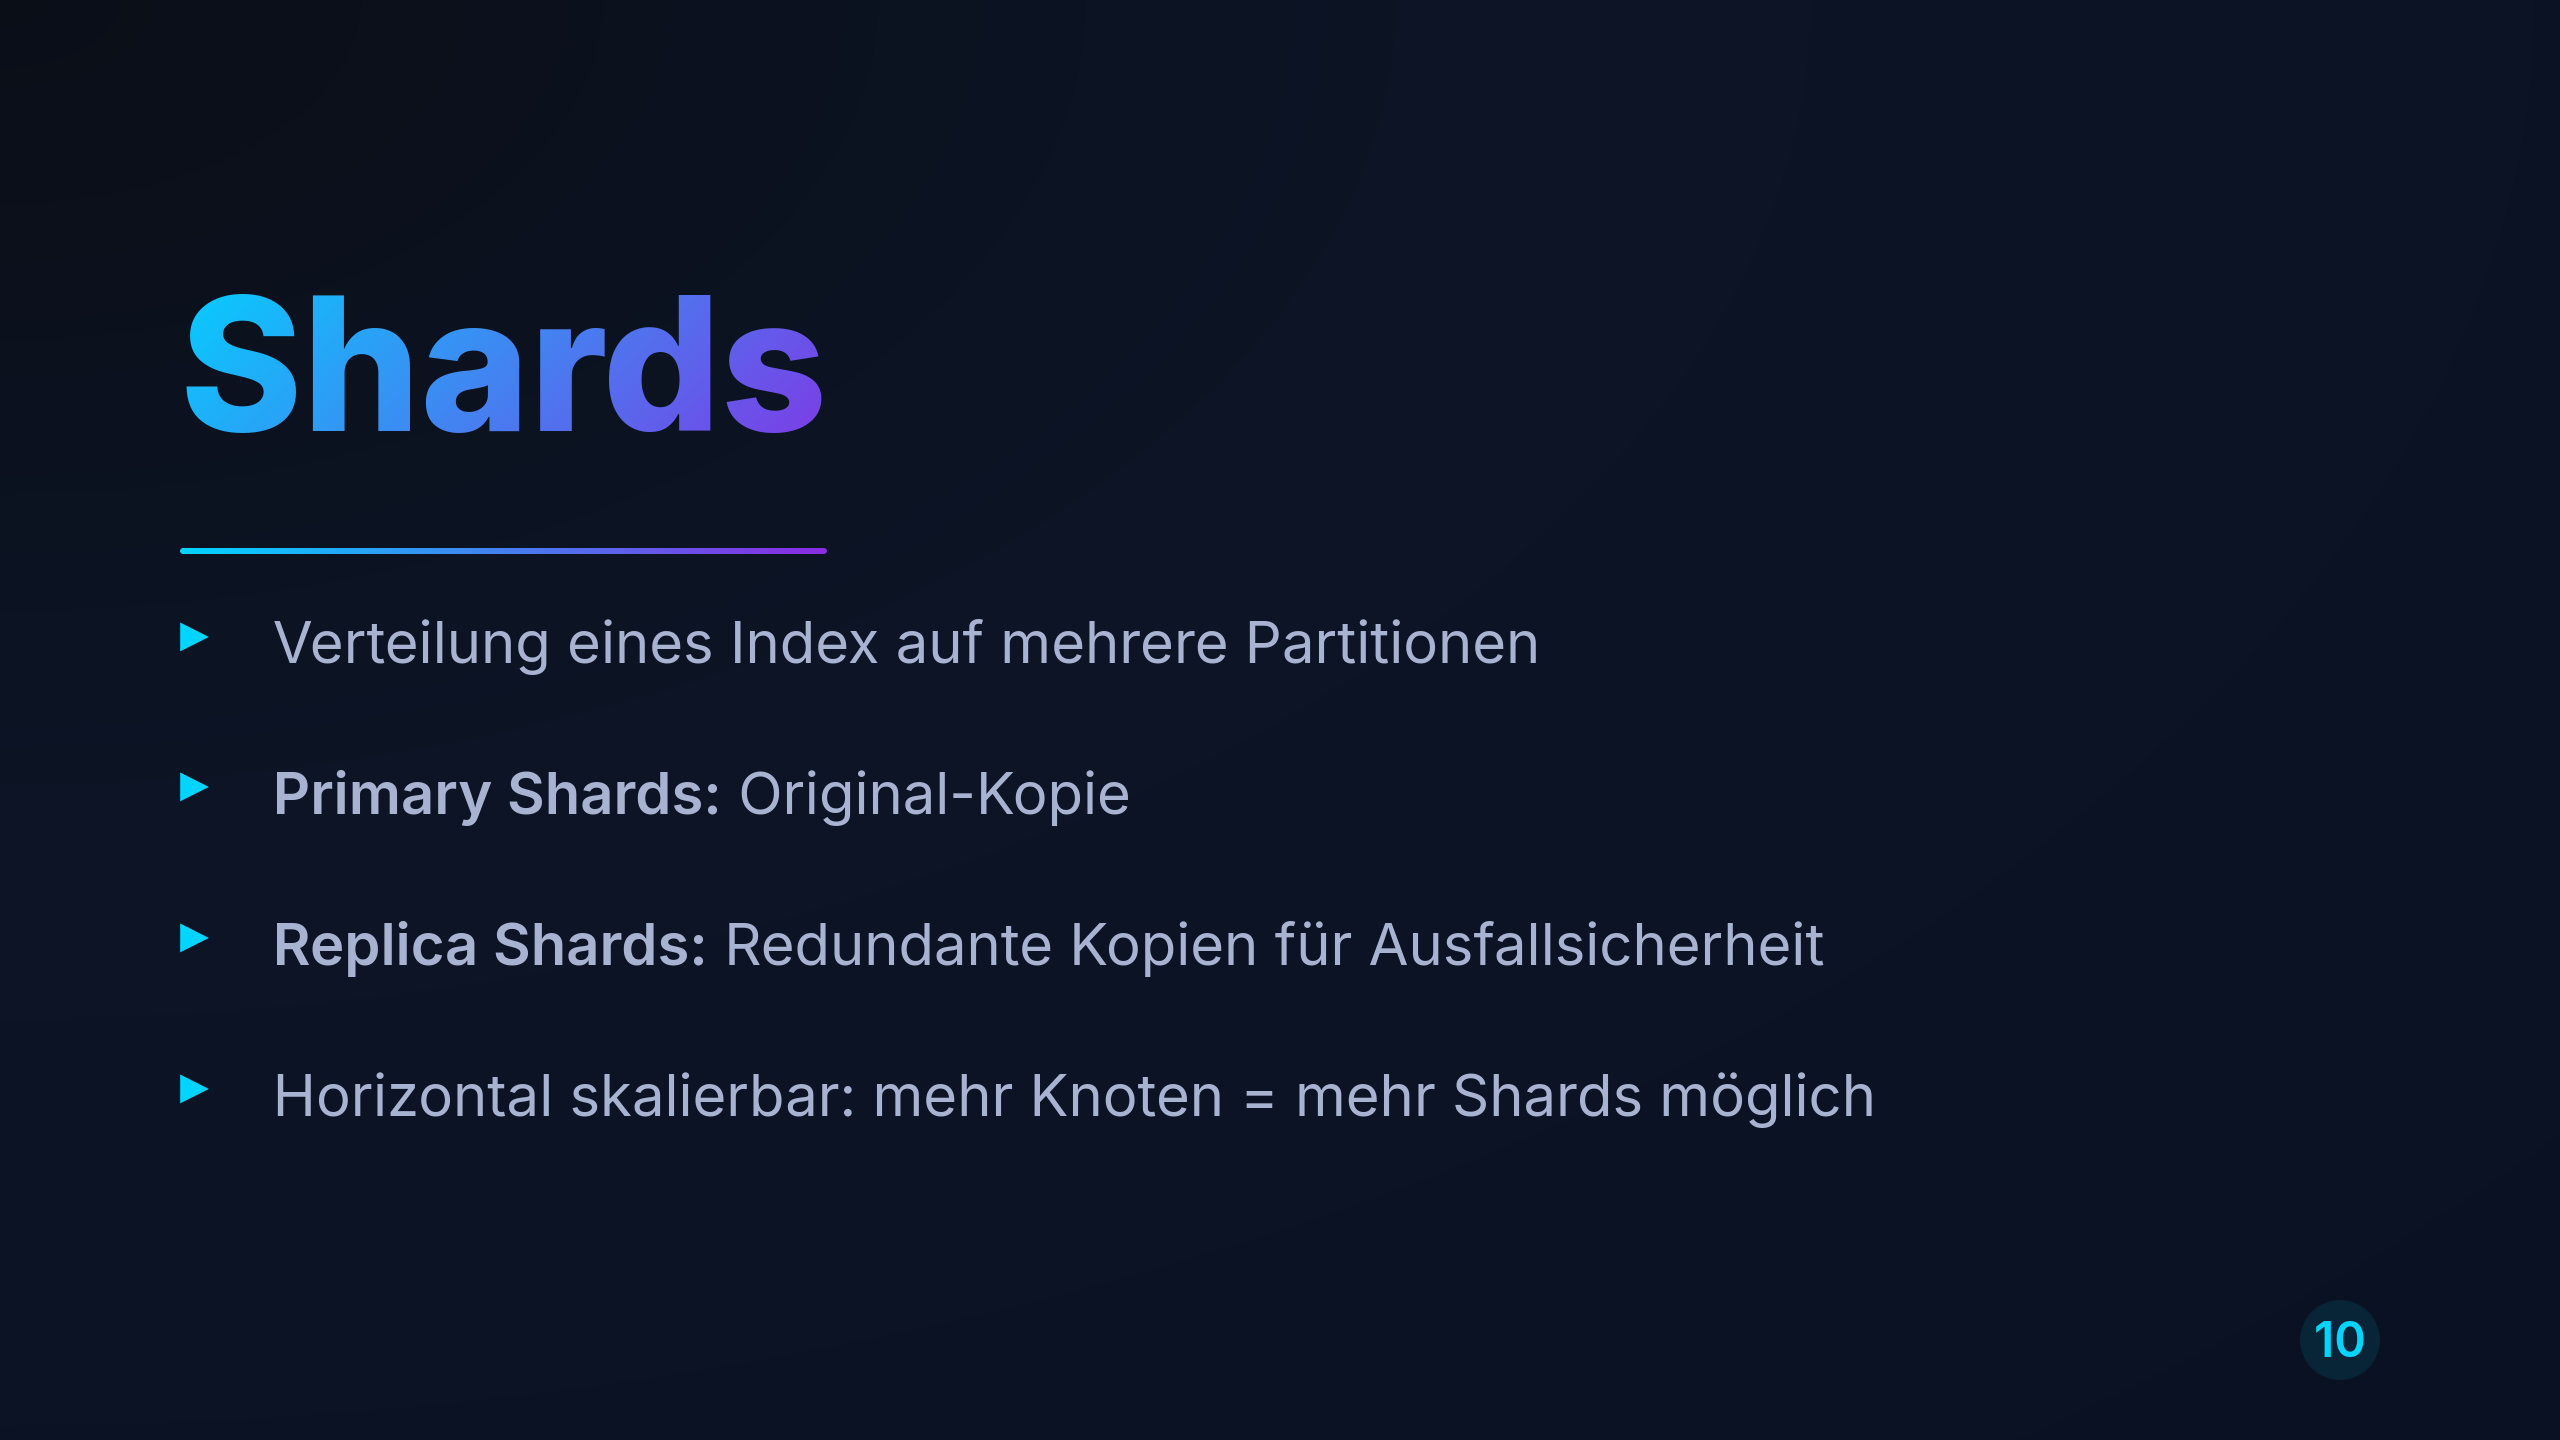 Shards
Verteilung eines Index auf mehrere Partitionen
Primary Shards: Original-Kopie
Replica Shards: Redundante Kopien für Ausfallsicherheit
Horizontal skalierbar: mehr Knoten = mehr Shards möglich
10